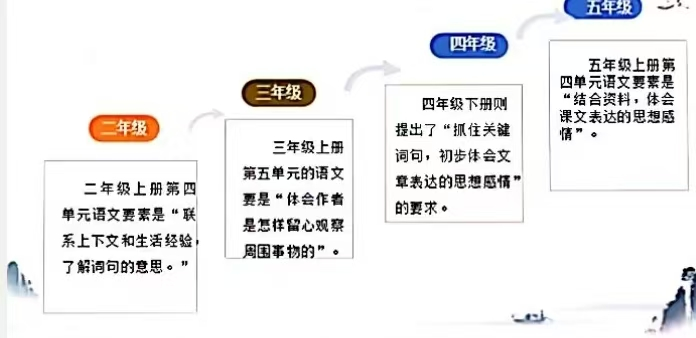 二年级
二年级上册第四
单元语文要素是“联
系上下文和生活经验，
了解词句的意思。”
三年级
三年级上册
第五单元的语文
要是“体会作者
是怎样留心观察
周围事物的”。
四年级
四年级下册则
提出了“抓住关键
词句，初步体会文
章表达的思想感情”
的要求。
五年级
五年级上册第
四单元语文要素是
“结合资料，体会
课文表达的思想感
情”。